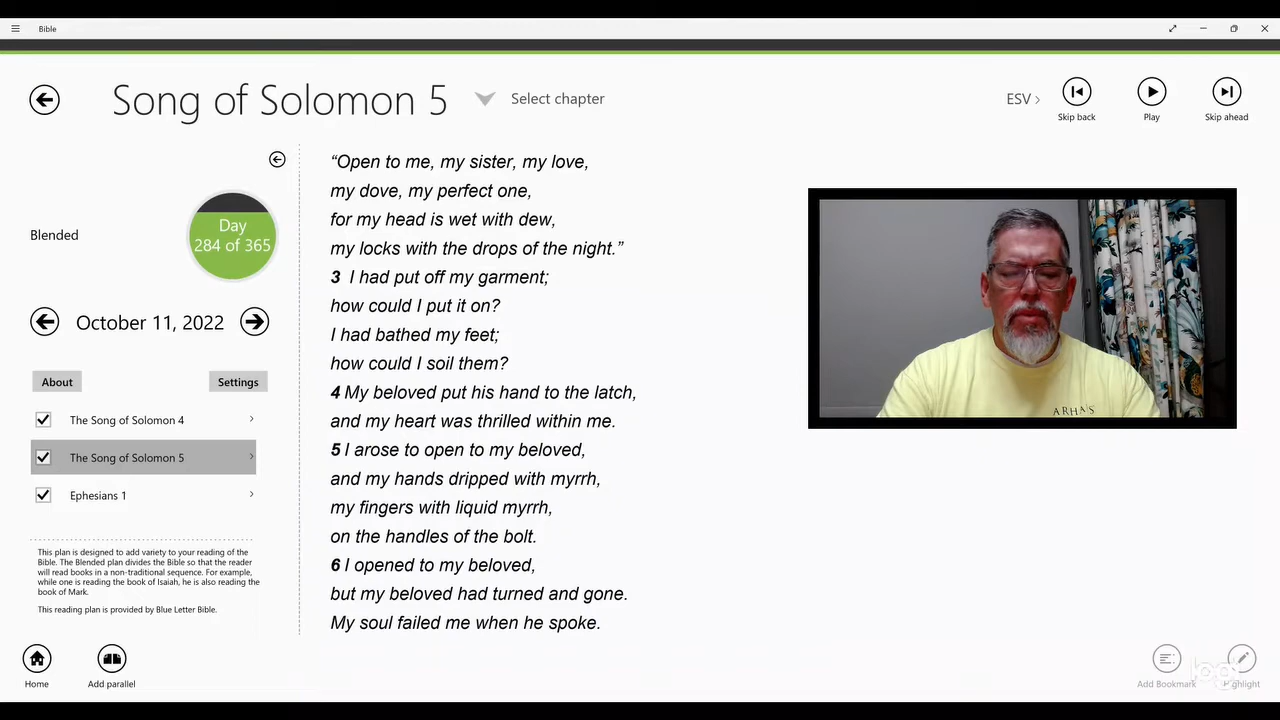 Bible
Song of Solomon 5
Select chapter
ESV
Skip back
Play
Skip ahead
Blended
Day
284 of 365
October 11, 2022
About
Settings
The Song of Solomon 4
The Song of Solomon 5
Ephesians 1
This plan is designed to add variety to your reading of the
Bible. The Blended plan divides the Bible so that the reader
will read books in a non-traditional sequence. For example,
while one is reading the book of Isaiah, he is also reading the
book of Mark.
This reading plan is provided by Blue Letter Bible.
“Open to me, my sister, my love,
my dove, my perfect one,
for my head is wet with dew,
my locks with the drops of the night.”
3 I had put off my garment;
how could I put it on?
I had bathed my feet;
how could I soil them?
4 My beloved put his hand to the latch,
and my heart was thrilled within me.
5 I arose to open to my beloved,
and my hands dripped with myrrh,
my fingers with liquid myrrh,
on the handles of the bolt.
6 I opened to my beloved,
but my beloved had turned and gone.
My soul failed me when he spoke.
ARHA'S
Home
Add parallel
Add Bookmark
Highlight
logi